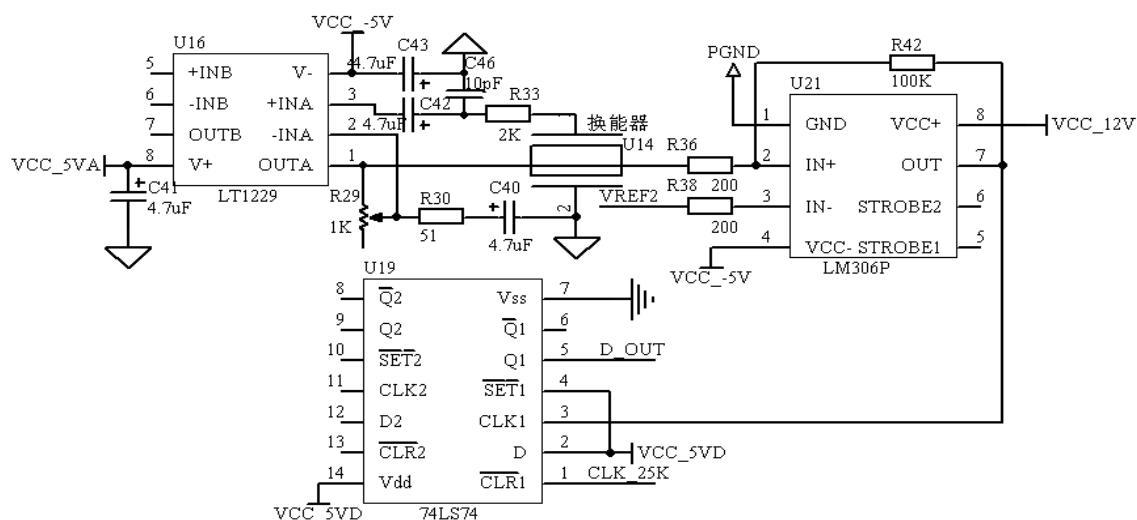 VCC_-5V
U16
C43
4.7uF
C46
10pF
5
+INB
V-
4
6
-INB
+INA
3
C42
4.7uF
7
OUTB
-INA
2
VCC_5VA
8
V+
OUTA
1
LT1229
C41
4.7uF
R33
2K
换能器
U14
2
R29
1K
R30
51
C40
4.7uF
R36
200
VREF2
R38
200
PGND
R42
100K
U21
1
GND
VCC+
8
VCC_12V
2
IN+
OUT
7
3
IN-
STROBE2
6
4
VCC-
STROBE1
5
VCC_-5V
LM306P
U19
8
Q2
Vss
7
9
Q2
Q1
6
10
SET2
Q1
5
D_OUT
11
CLK2
SET1
4
12
D2
CLK1
3
13
CLR2
D
2
VCC_5VD
14
Vdd
CLR1
1
CLK_25K
VCC_5VD
74LS74